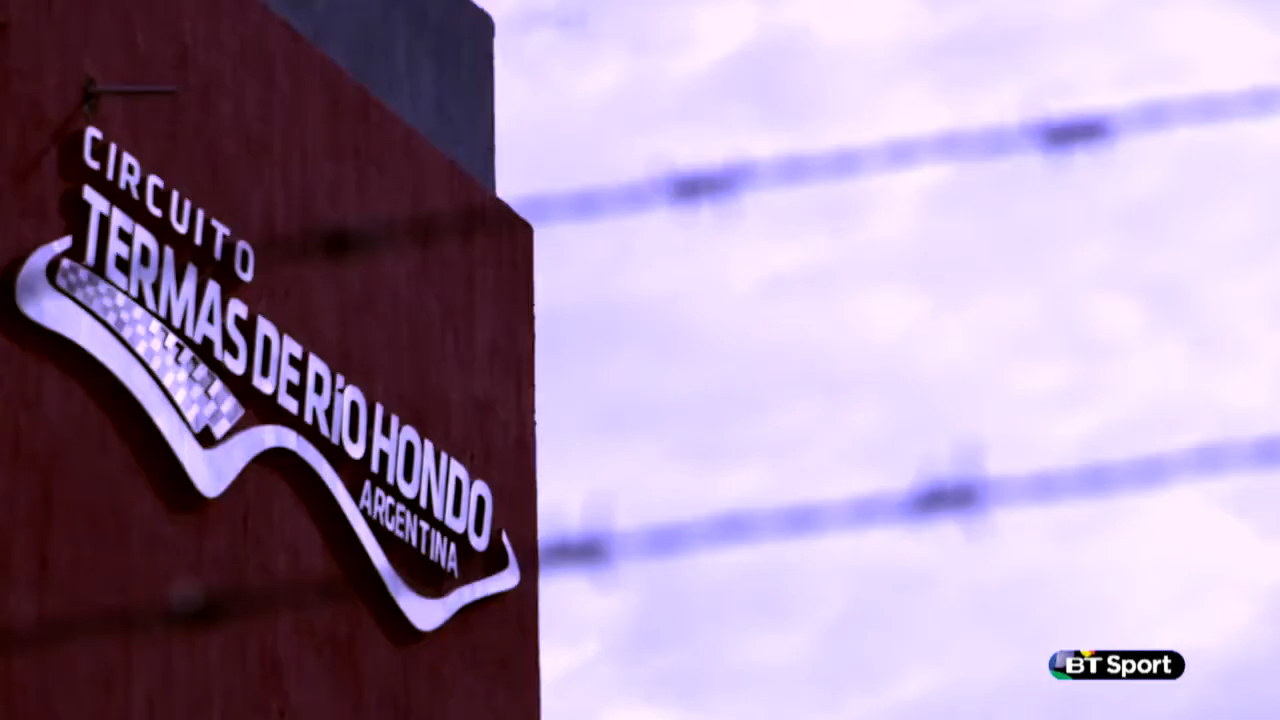 CIRCUITO
TERMAS DE RÍO HONDO
ARGENTINA
BT Sport